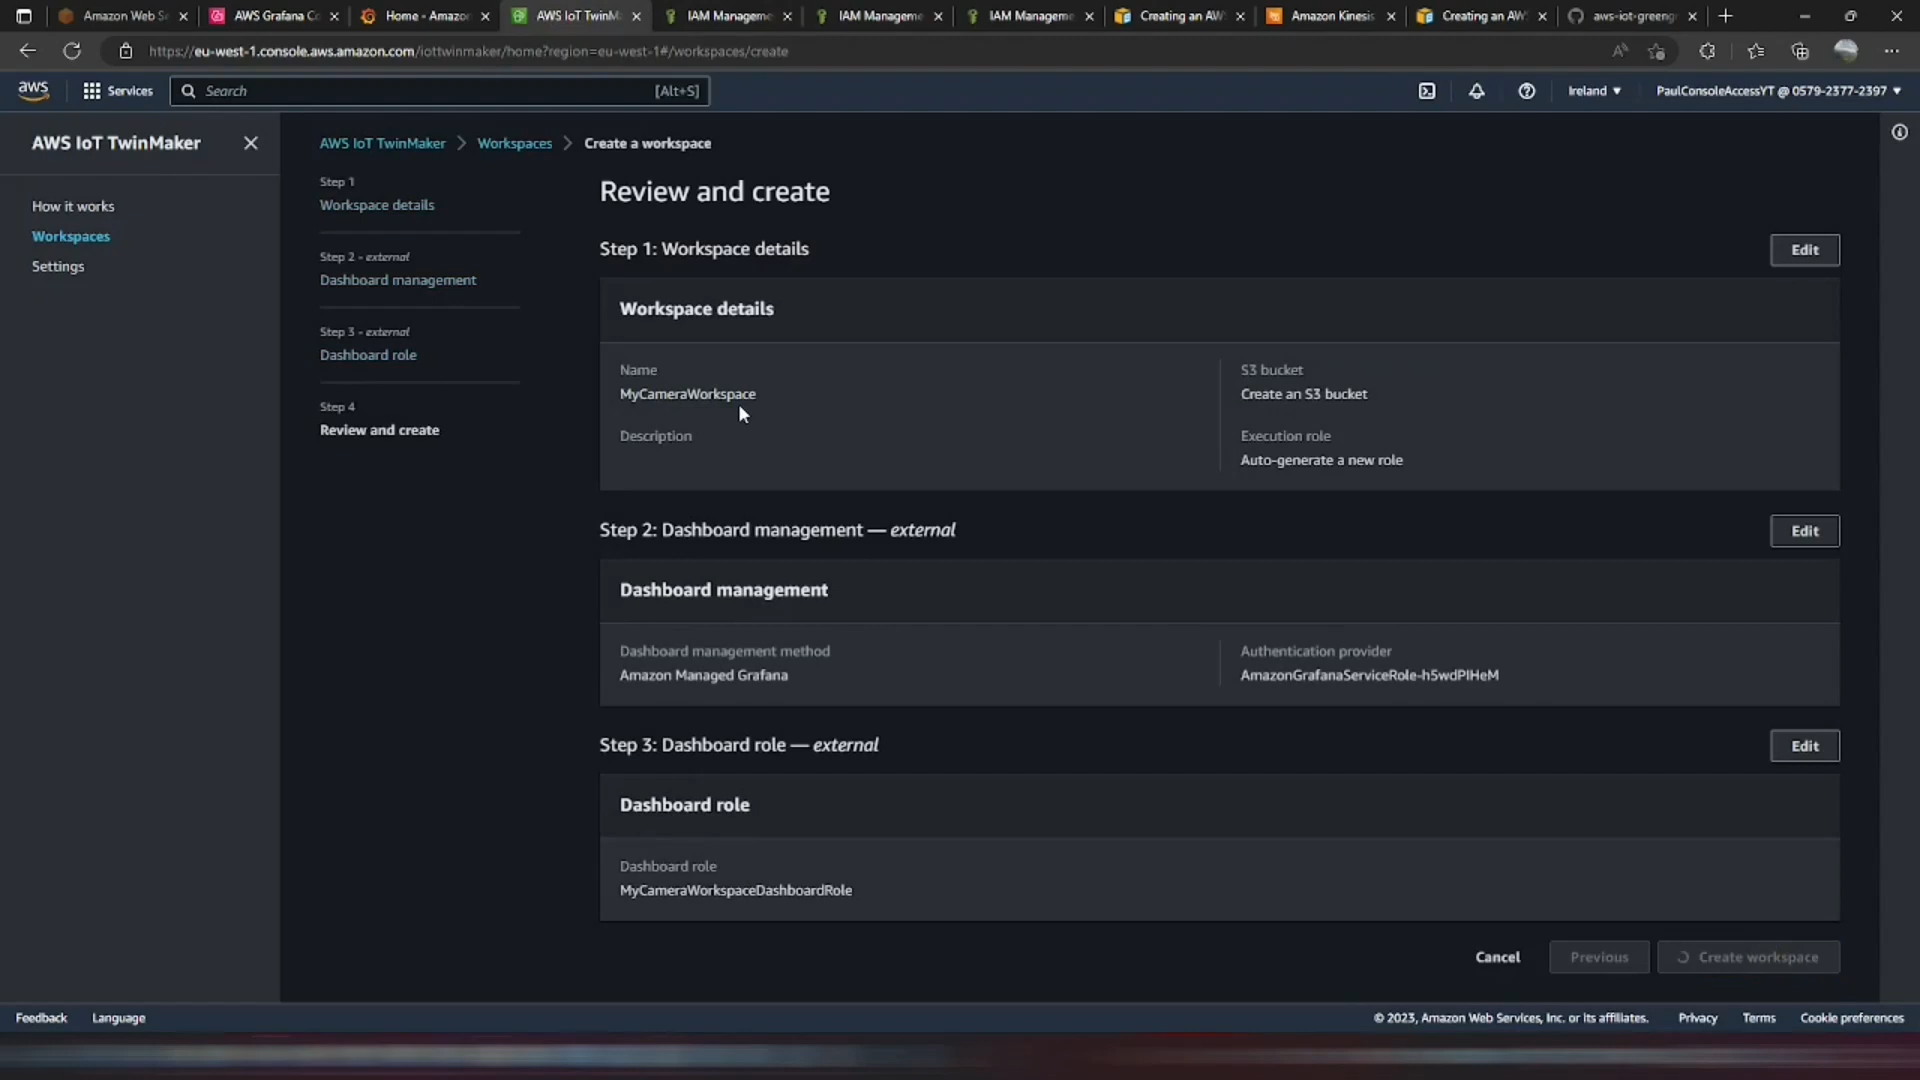 Amazon Web Se
AWS Grafana Co
Home - Amazon
AWS IoT TwinM
IAM Manageme
IAM Manageme
IAM Manageme
Creating an AW
Amazon Kinesis
Creating an AW
aws-iot-greeng
https://eu-west-1.console.aws.amazon.com/iottwinmaker/home?region=eu-west-1#/workspaces/create
aws
Services
Search
[Alt+S]
Ireland
PaulConsoleAccessYT @ 0579-2377-2397
AWS IoT TwinMaker
How it works
Workspaces
Settings
AWS IoT TwinMaker > Workspaces > Create a workspace
Step 1
Workspace details
Step 2 - external
Dashboard management
Step 3 - external
Dashboard role
Step 4
Review and create
Review and create
Step 1: Workspace details
Edit
Workspace details
Name
MyCameraWorkspace
Description
S3 bucket
Create an S3 bucket
Execution role
Auto-generate a new role
Step 2: Dashboard management — external
Edit
Dashboard management
Dashboard management method
Amazon Managed Grafana
Authentication provider
AmazonGrafanaServiceRole-h5wdPIHeM
Step 3: Dashboard role — external
Edit
Dashboard role
Dashboard role
MyCameraWorkspaceDashboardRole
Cancel
Previous
Create workspace
Feedback
Language
© 2023, Amazon Web Services, Inc. or its affiliates.
Privacy
Terms
Cookie preferences